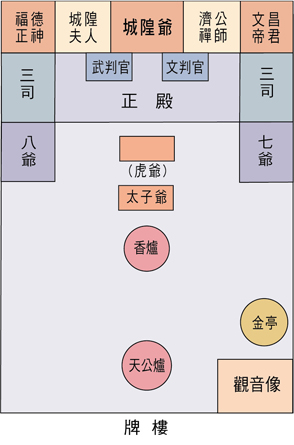 福德
正神
城隍
夫人
城隍爺
濟公
禪師
文昌
帝君
三司
武判官
文判官
三司
正殿
八爺
七爺
(虎爺)
太子爺
香爐
金亭
天公爐
觀音像
牌樓